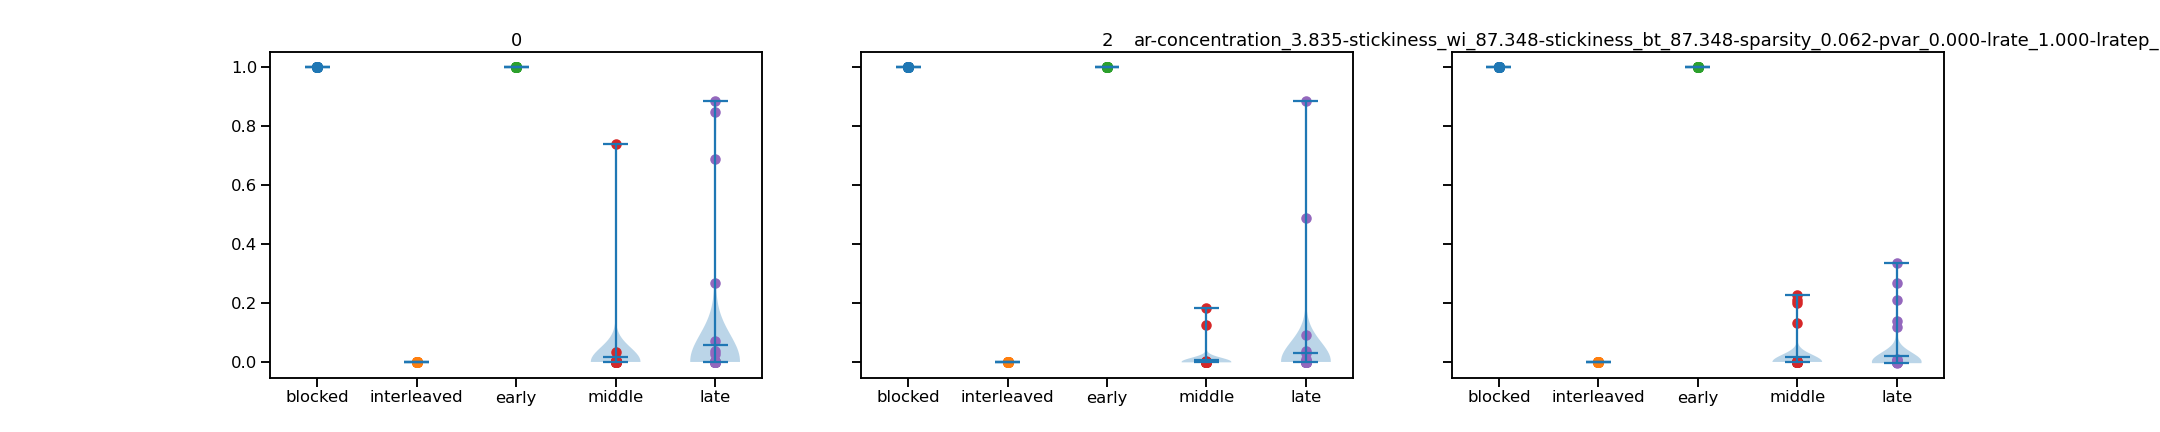 0
2
ar-concentration_3.835-stickiness_wi_87.348-stickiness_bt_87.348-sparsity_0.062-pvar_0.000-lrate_1.000-lratep_
1.0
0.8
0.6
0.4
0.2
0.0
blocked interleaved early middle late
blocked interleaved early middle late
blocked interleaved early middle late